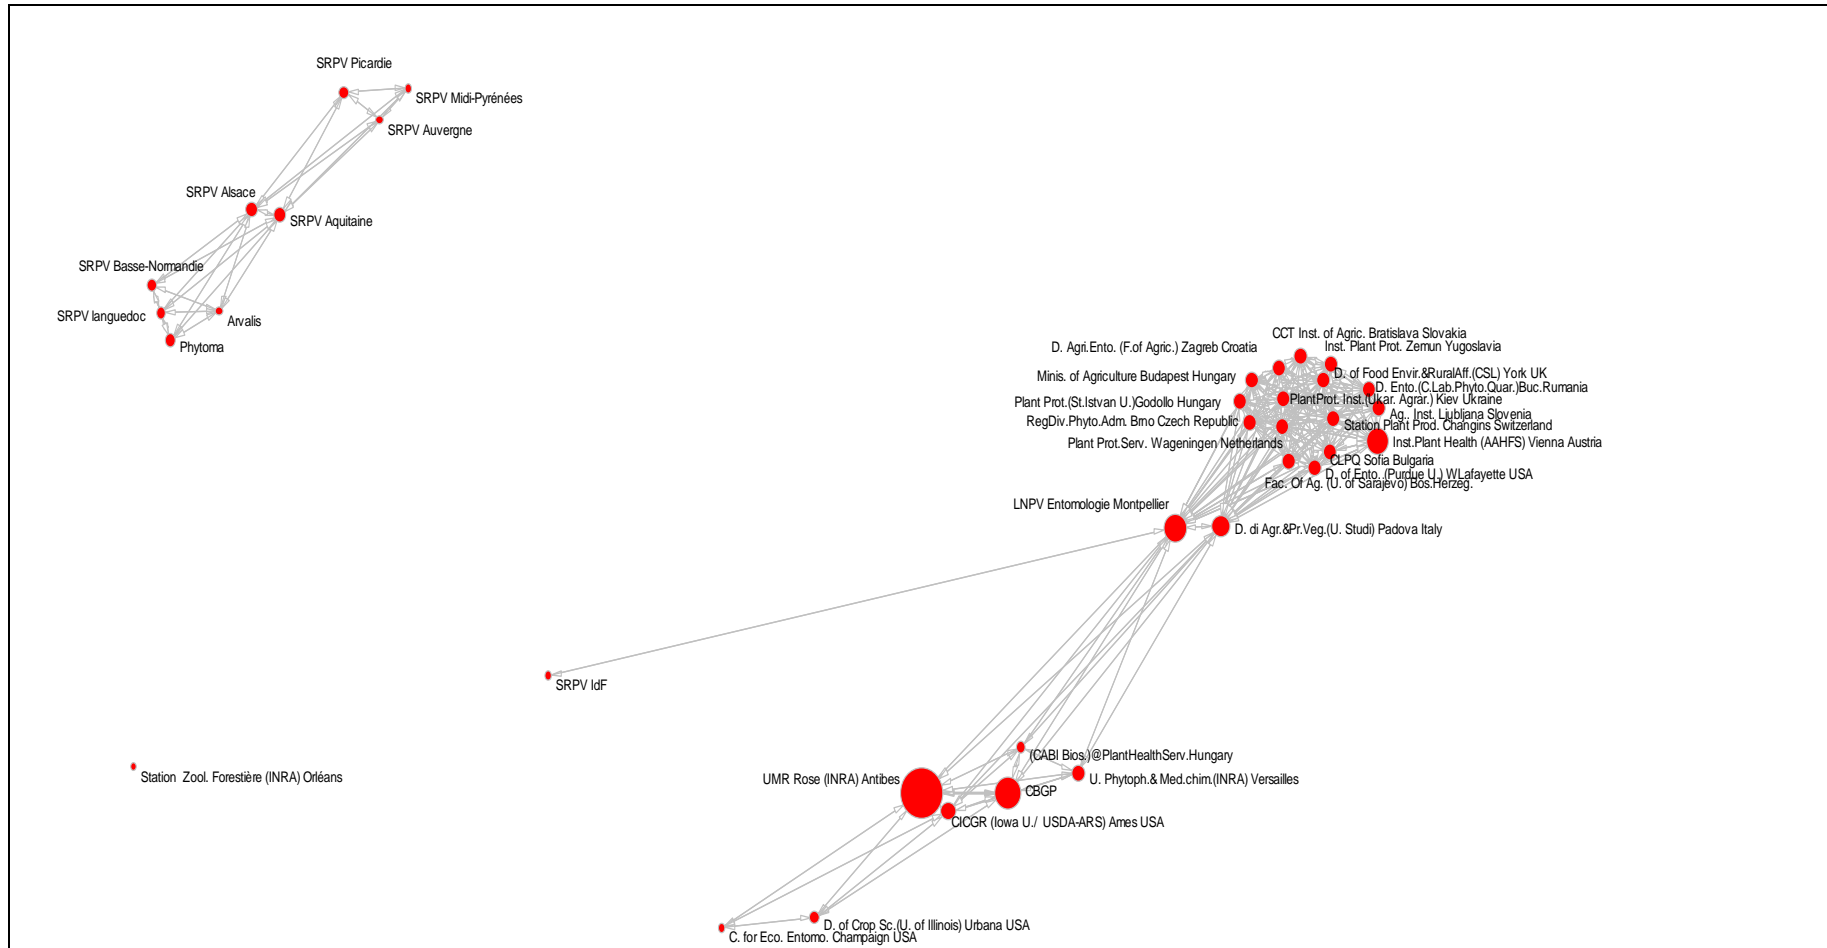 SRPV Picardie
SRPV Midi-Pyrénées
SRPV Auvergne
SRPV Alsace
SRPV Aquitaine
SRPV Basse-Normandie
SRPV languedoc
Arvalis
Phytoma
CCT Inst. of Agric. Bratislava Slovakia
D. Agri.Ento. (F.of Agric.) Zagreb Croatia
Inst. Plant Prot. Zemun Yugoslavia
Minis. of Agriculture Budapest Hungary
D. of Food Envir.&RuralAff.(CSL) York UK
D. Ento.(C.Lab.Phyto.Quar.)Buc.Rumania
Plant Prot.(St.Istvan U.)Godollo Hungary
PlantProt. Inst.(Ukar. Agrar.) Kiev Ukraine
Ag.. Inst. Ljubljana Slovenia
RegDiv.Phyto.Adm. Brno Czech Republic
Station Plant Prod. Changins Switzerland
Plant Prot.Serv. Wageningen Netherlands
Inst.Plant Health (AAHFS) Vienna Austria
CLPQ Sofia Bulgaria
D. of Ento. (Purdue U.) WLafayette USA
Fac. Of Ag. (U. of Sarajevo) Bos.Herzeg.
LNPV Entomologie Montpellier
D. di Agr.&Pr.Veg.(U. Studi) Padova Italy
SRPV IdF
(CABI Bios.)@PlantHealthServ.Hungary
Station Zool. Forestière (INRA) Orléans
UMR Rose (INRA) Antibes
U. Phytoph.& Med.chim.(INRA) Versailles
CBGP
CICGR (Iowa U./ USDA-ARS) Ames USA
D. of Crop Sc.(U. of Illinois) Urbana USA
C. for Eco. Entomo. Champaign USA